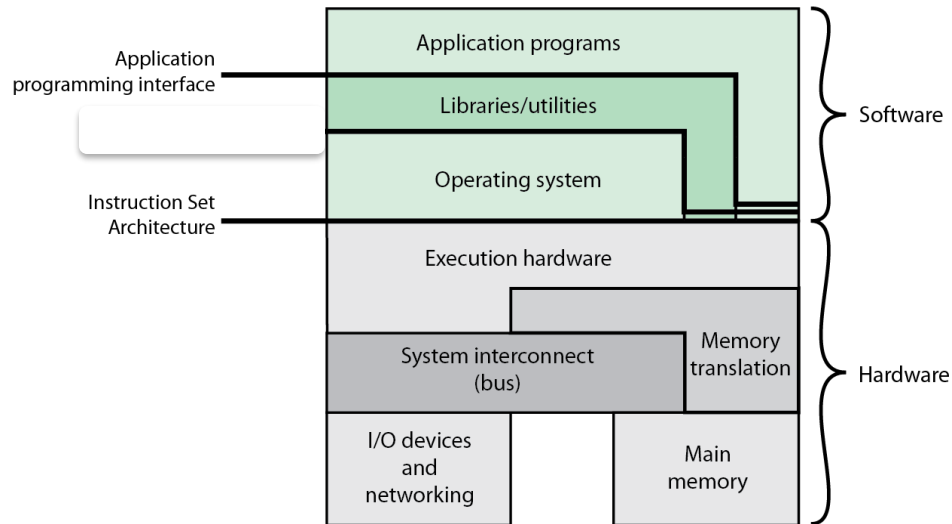 Application programs
Application
programming interface
Libraries/utilities
Software
Operating system
Instruction Set
Architecture
Execution hardware
Memory
translation
System interconnect
(bus)
Hardware
I/O devices
and
networking
Main
memory